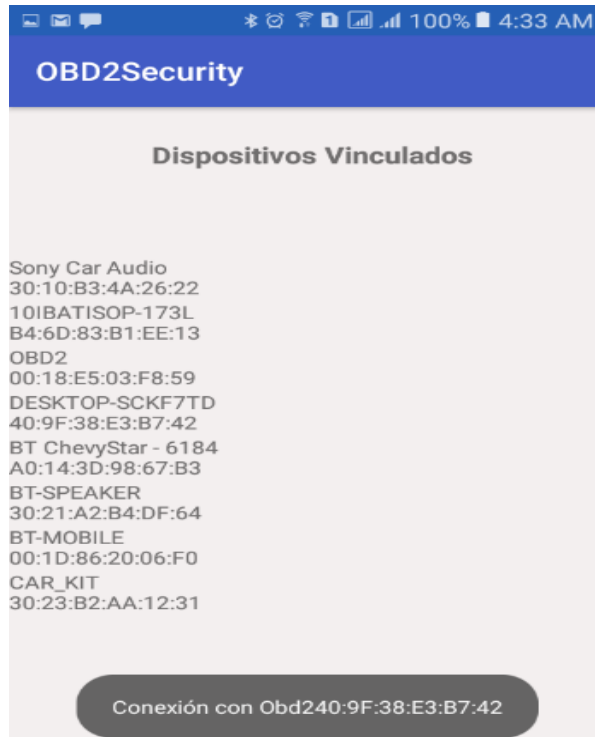 100% 4:33 AM
OBD2Security
Dispositivos Vinculados
Sony Car Audio
30:10:B3:4A:26:22
10IBATISOP-173L
B4:6D:83:B1:EE:13
OBD2
00:18:E5:03:F8:59
DESKTOP-SCKF7TD
40:9F:38:E3:B7:42
BT ChevyStar - 6184
A0:14:3D:98:67:B3
BT-SPEAKER
30:21:A2:B4:DF:64
BT-MOBILE
00:1D:86:20:06:F0
CAR_KIT
30:23:B2:AA:12:31
Conexión con Obd240:9F:38:E3:B7:42